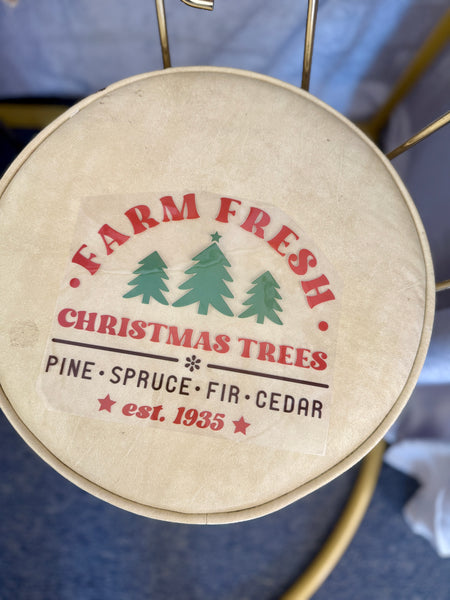 • FARM FRESH •
CHRISTMAS TREES
PINE • SPRUCE • FIR • CEDAR
★ est. 1935 ★